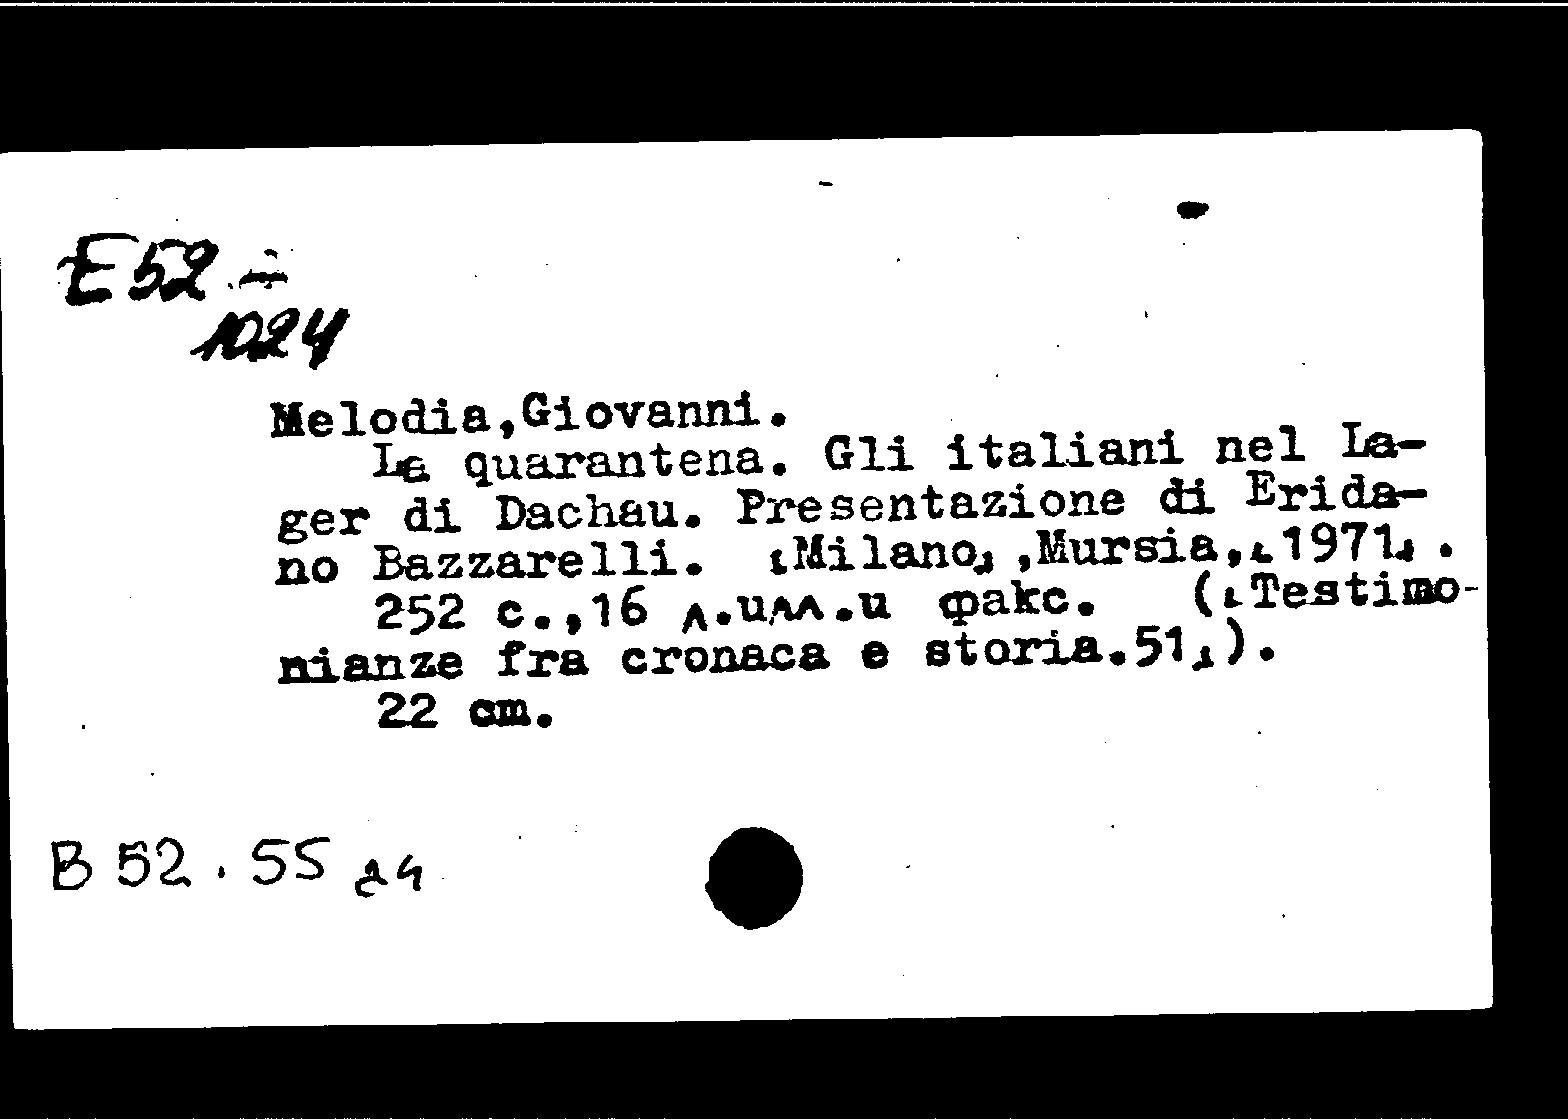 E52-
1024
Melodia,Giovanni.
La quarantena. Gli italiani nel La-
ger di Dachau. Presentazione di Erida-
no Bazzarelli. [Milano],Mursia,[1971].
252 с.,16 л.илл.и факс. ([Testimo-
nianze fra cronaca e storia.51]).
22 cm.
B 52.55